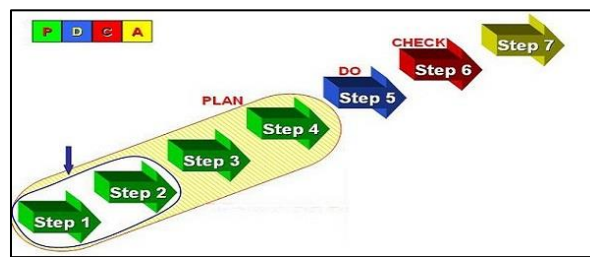 P D C A
Step 7
CHECK
Step 6
DO
Step 5
PLAN
Step 4
Step 3
Step 2
Step 1